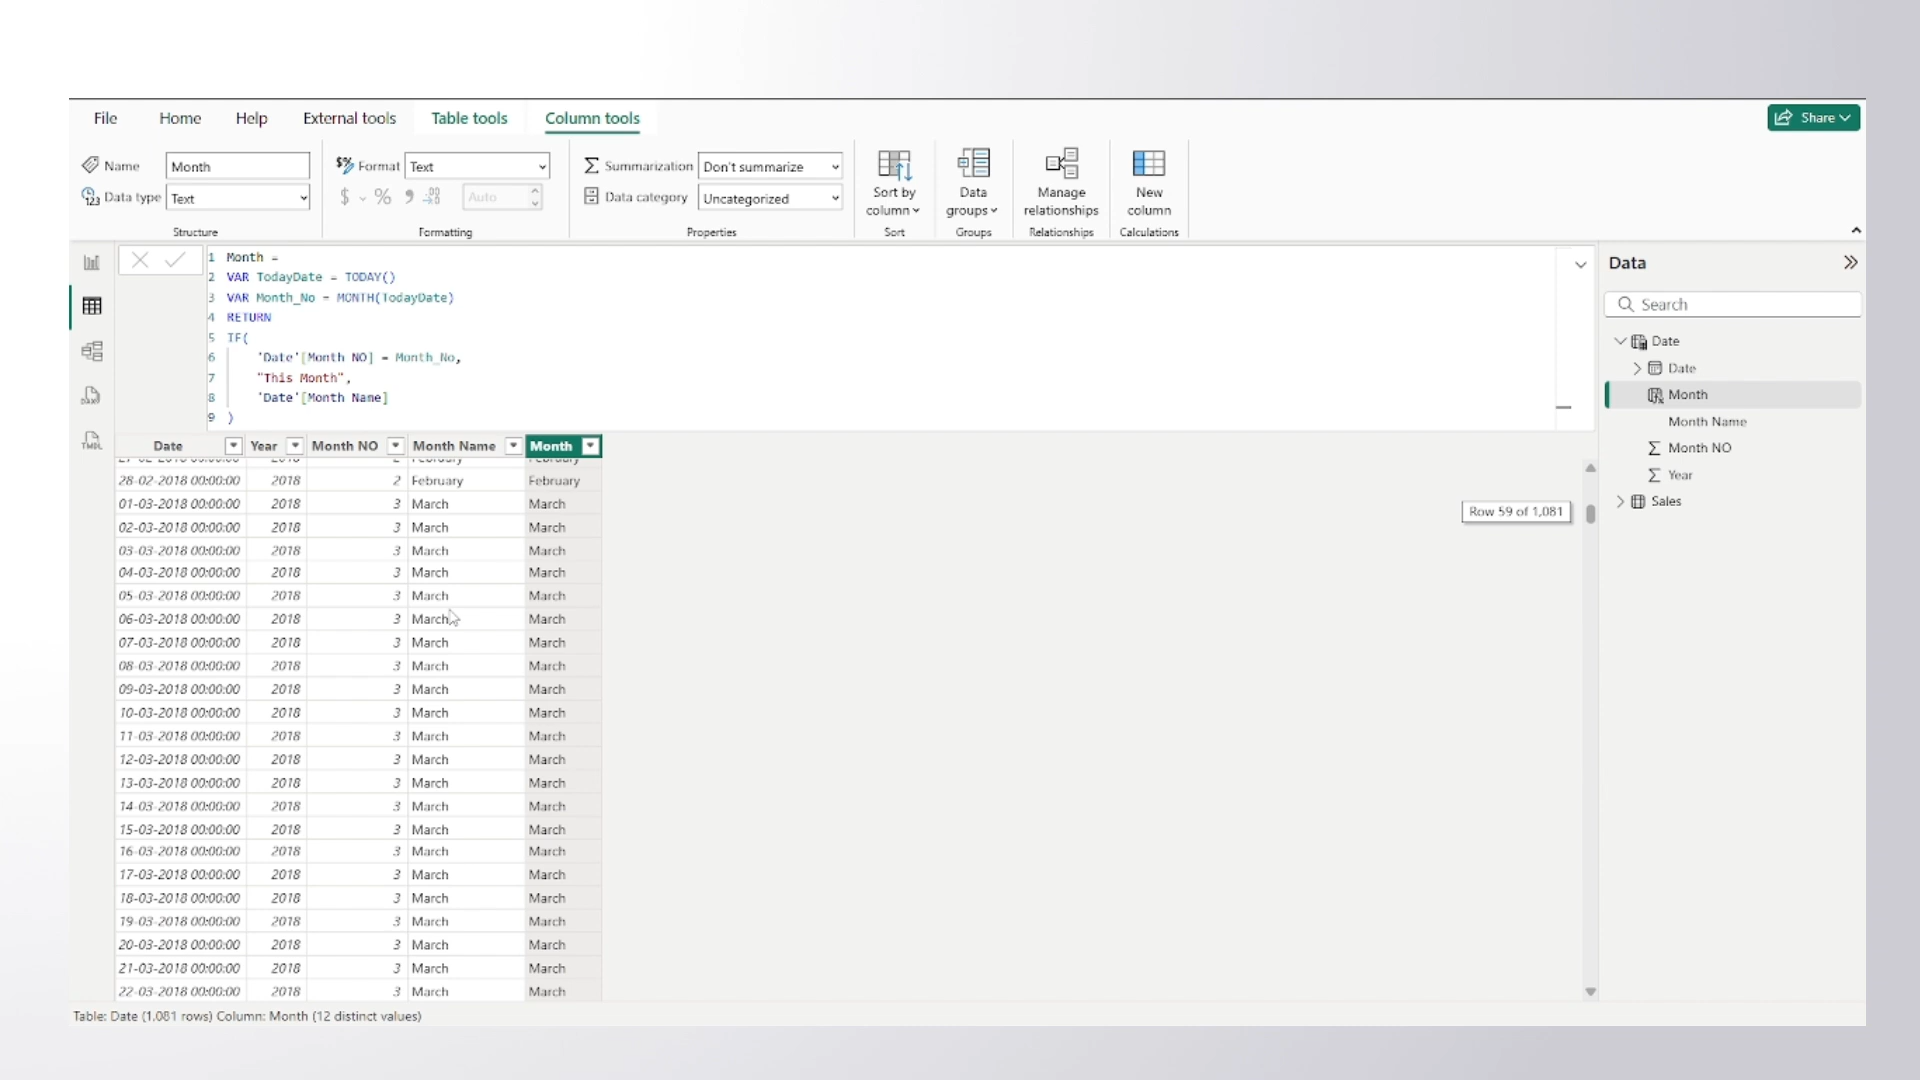 File Home Help External tools Table tools Column tools Share
Name Month Format Text Summarization Don't summarize
Data type Text $ % Auto Data category Uncategorized
Sort by column Data groups Manage relationships New column
Structure Formatting Properties Sort Groups Relationships Calculations
1 Month =
2 VAR TodayDate = TODAY()
3 VAR Month_No = MONTH(TodayDate)
4 RETURN
5 IF(
6 'Date'[Month NO] = Month_No,
7 "This Month",
8 'Date'[Month Name]
9 )
Data
Search
Date
Date
Month
Month Name
Month NO
Year
Sales
Date Year Month NO Month Name Month
27-02-2018 00:00:00 2018 2 February February
28-02-2018 00:00:00 2018 2 February February
01-03-2018 00:00:00 2018 3 March March
02-03-2018 00:00:00 2018 3 March March
03-03-2018 00:00:00 2018 3 March March
04-03-2018 00:00:00 2018 3 March March
05-03-2018 00:00:00 2018 3 March March
06-03-2018 00:00:00 2018 3 March March
07-03-2018 00:00:00 2018 3 March March
08-03-2018 00:00:00 2018 3 March March
09-03-2018 00:00:00 2018 3 March March
10-03-2018 00:00:00 2018 3 March March
11-03-2018 00:00:00 2018 3 March March
12-03-2018 00:00:00 2018 3 March March
13-03-2018 00:00:00 2018 3 March March
14-03-2018 00:00:00 2018 3 March March
15-03-2018 00:00:00 2018 3 March March
16-03-2018 00:00:00 2018 3 March March
17-03-2018 00:00:00 2018 3 March March
18-03-2018 00:00:00 2018 3 March March
19-03-2018 00:00:00 2018 3 March March
20-03-2018 00:00:00 2018 3 March March
21-03-2018 00:00:00 2018 3 March March
22-03-2018 00:00:00 2018 3 March March
Row 59 of 1,081
Table: Date (1,081 rows) Column: Month (12 distinct values)